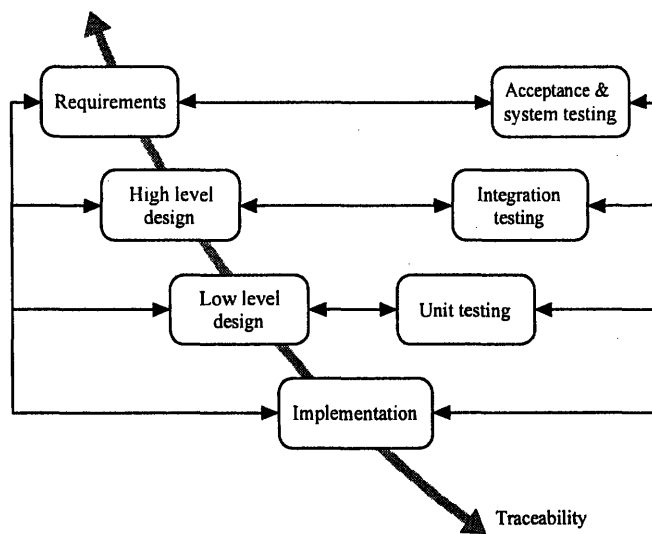 Requirements
Acceptance &
system testing
High level
design
Integration
testing
Low level
design
Unit testing
Implementation
Traceability